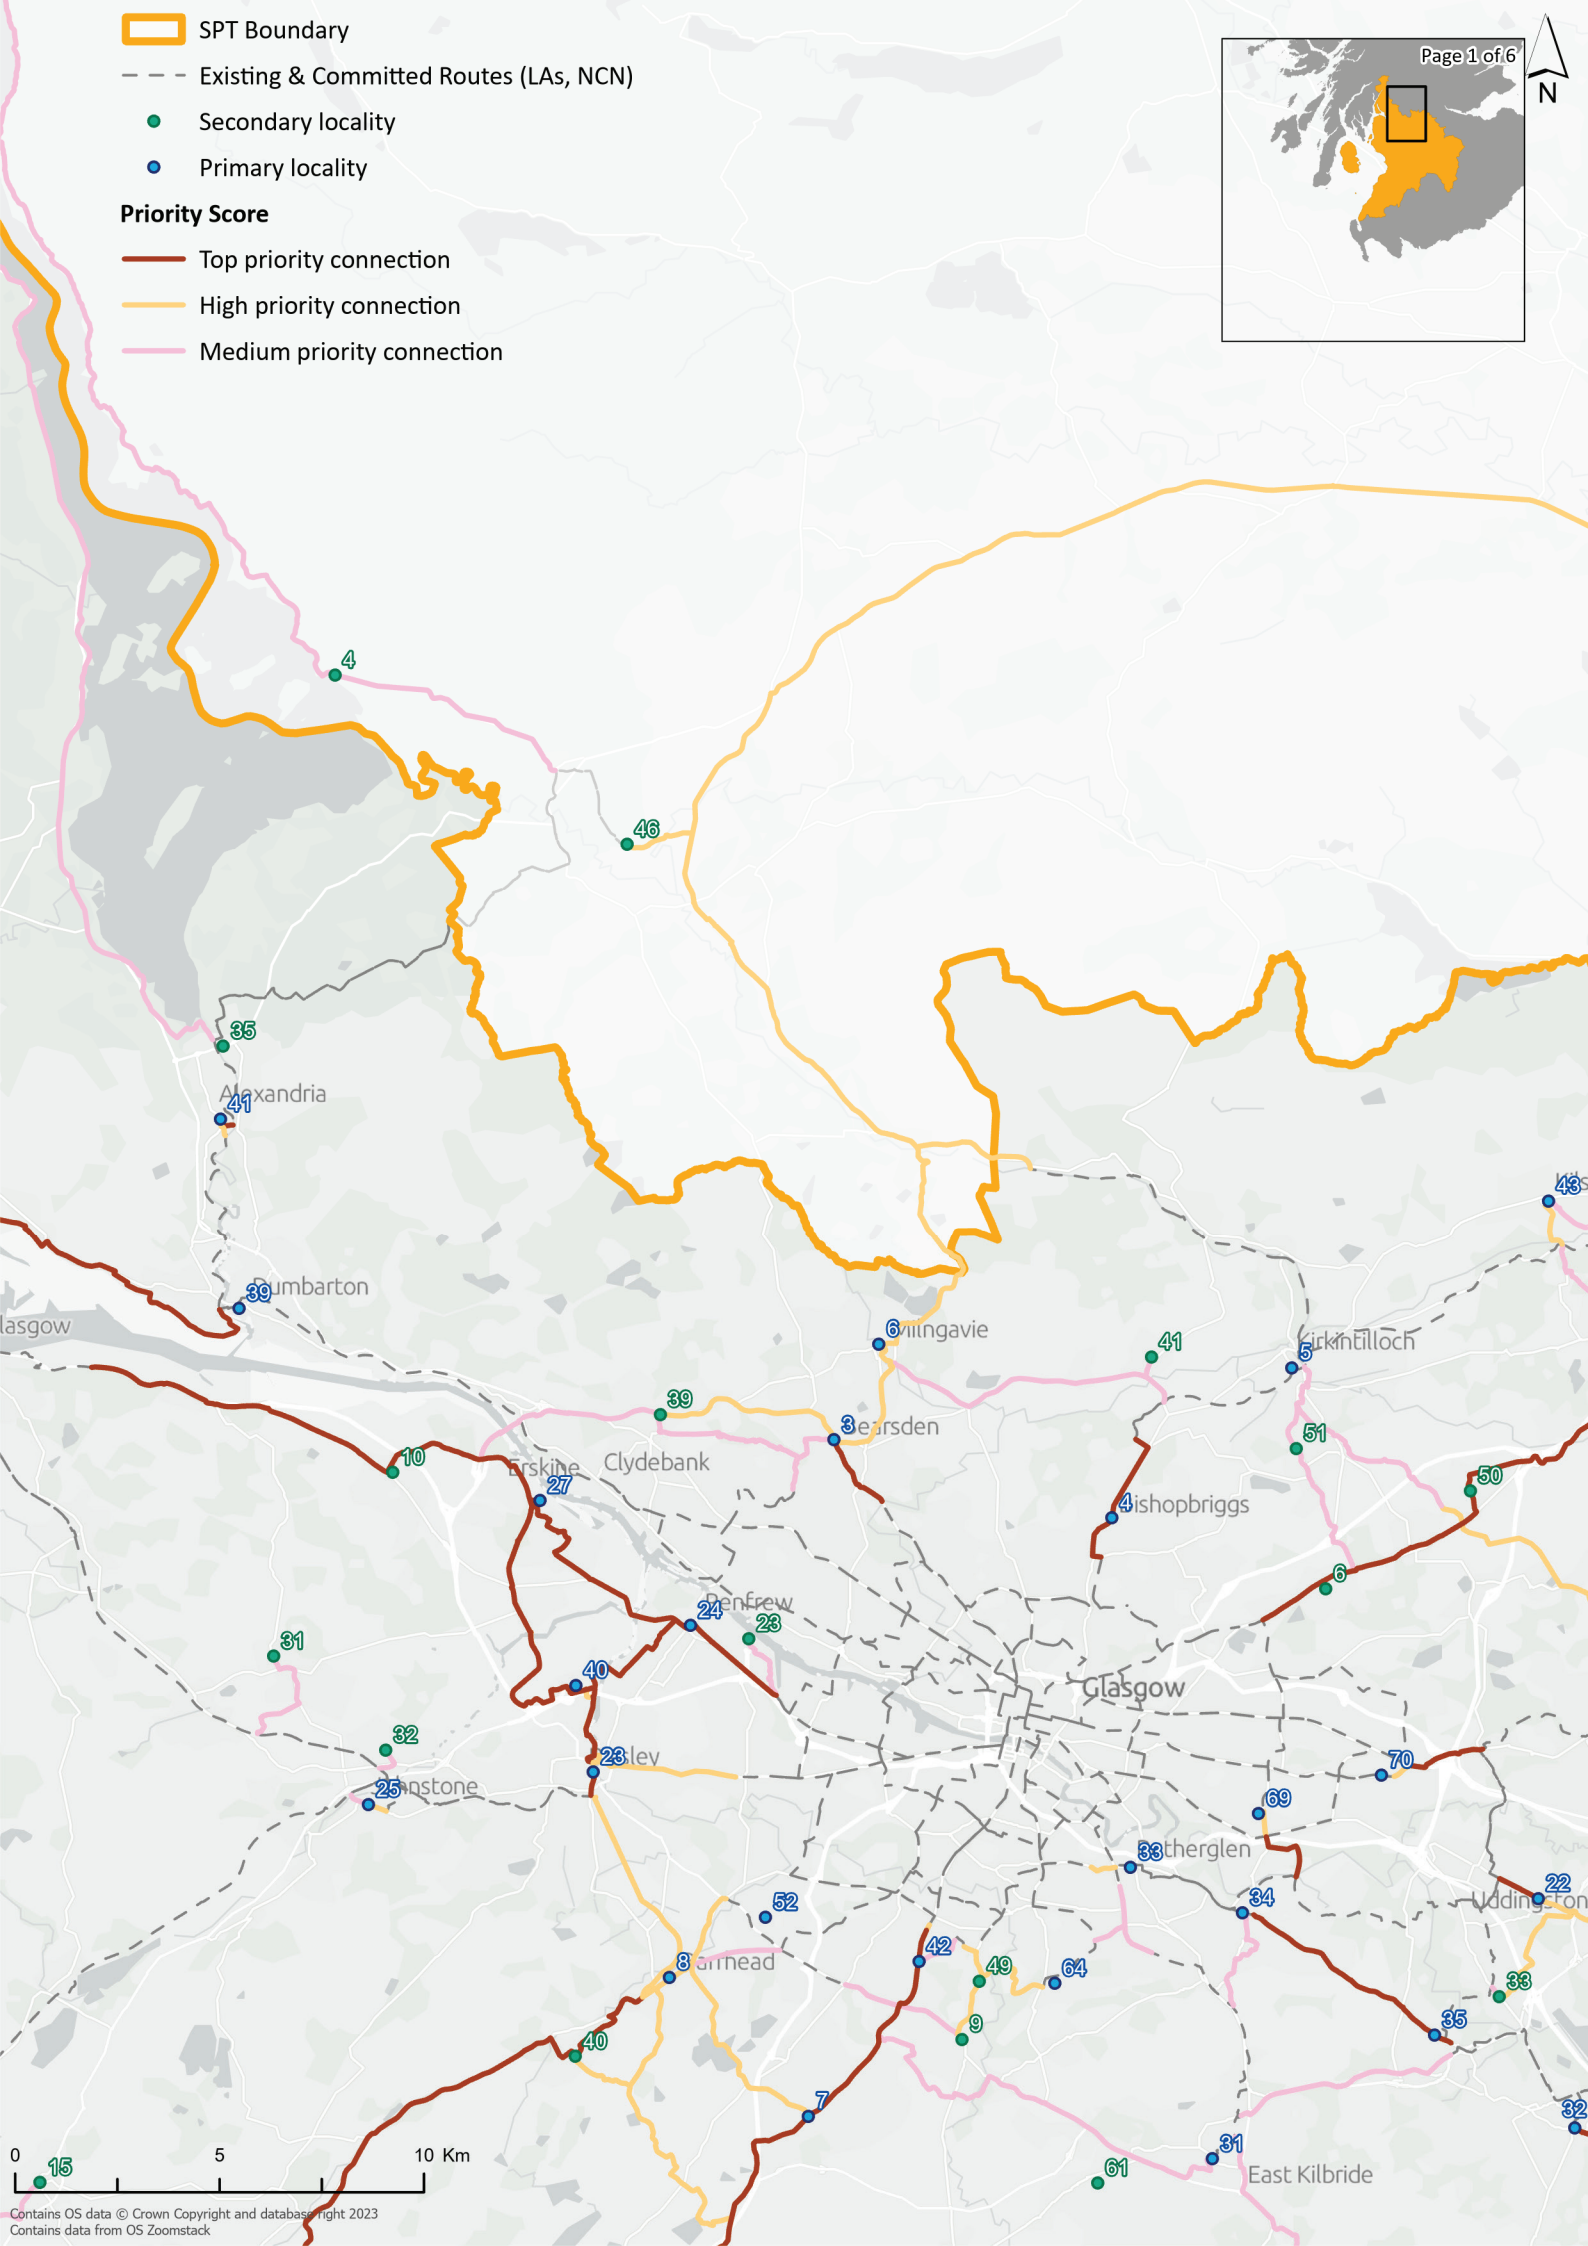 SPT Boundary
Existing & Committed Routes (LAs, NCN)
Secondary locality
Primary locality
Priority Score
Top priority connection
High priority connection
Medium priority connection
Page 1 of 6
N
4
46
35
Alexandria
41
43
39
Dumbarton
lasgow
6
Milngavie
41
Kirkintilloch
5
39
3
Bearsden
51
10
Erskine
Clydebank
27
50
4
Bishopbriggs
6
Renfrew
24
23
31
40
Glasgow
32
23
70
25
nstone
69
33
therglen
34
22
Uddingston
52
42
8
rrhead
49
64
33
9
35
40
7
32
31
61
East Kilbride
0 5 10 Km
15
Contains OS data © Crown Copyright and database right 2023
Contains data from OS Zoomstack